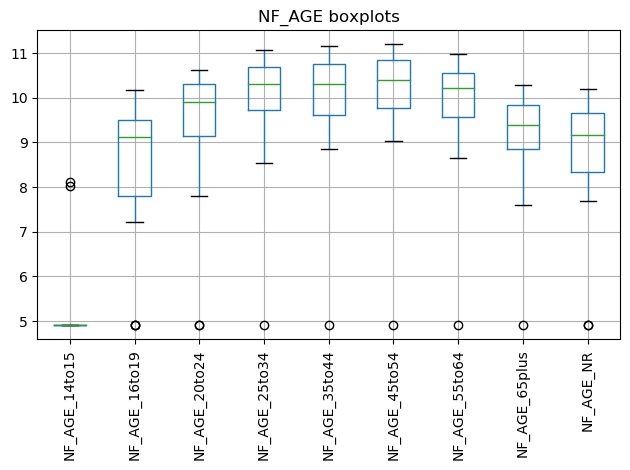 NF_AGE boxplots
11
10
9
8
7
6
5
NF_AGE_14to15
NF_AGE_16to19
NF_AGE_20to24
NF_AGE_25to34
NF_AGE_35to44
NF_AGE_45to54
NF_AGE_55to64
NF_AGE_65plus
NF_AGE_NR